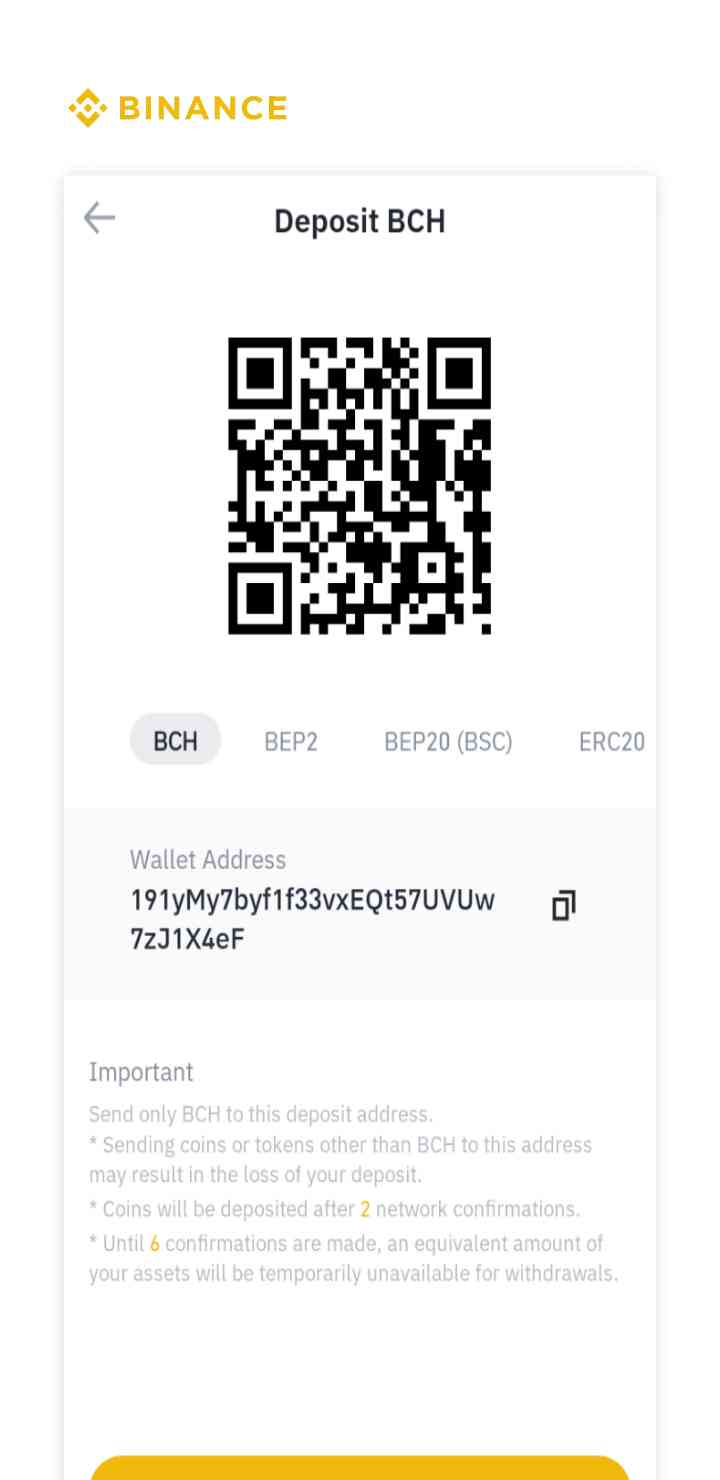 BINANCE
Deposit BCH
BCH BEP2 BEP20 (BSC) ERC20
Wallet Address
191yMy7byf1f33vxEQt57UVUw
7zJ1X4eF
Important
Send only BCH to this deposit address.
* Sending coins or tokens other than BCH to this address
may result in the loss of your deposit.
* Coins will be deposited after 2 network confirmations.
* Until 6 confirmations are made, an equivalent amount of
your assets will be temporarily unavailable for withdrawals.